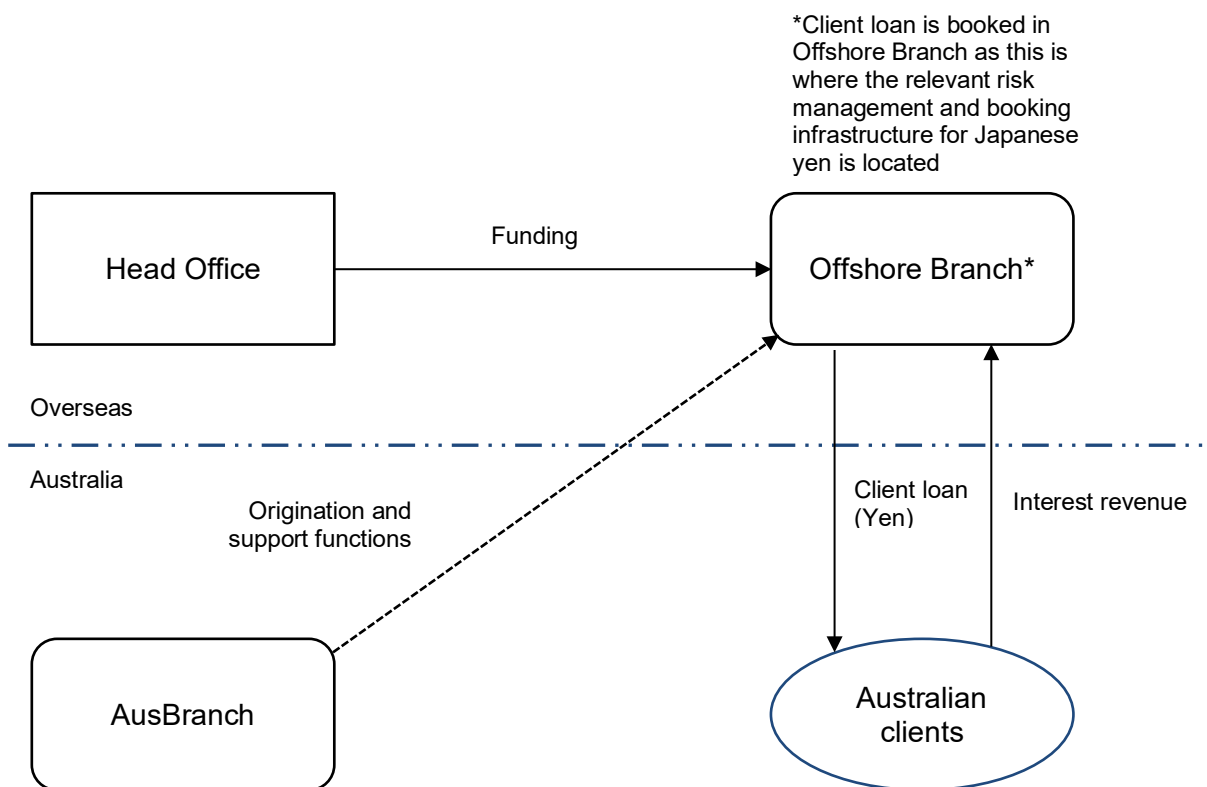 *Client loan is booked in
Offshore Branch as this is
where the relevant risk
management and booking
infrastructure for Japanese
yen is located
Head Office
Funding
Offshore Branch*
Overseas
Australia
Origination and
support functions
Client loan
(Yen)
Interest revenue
AusBranch
Australian
clients